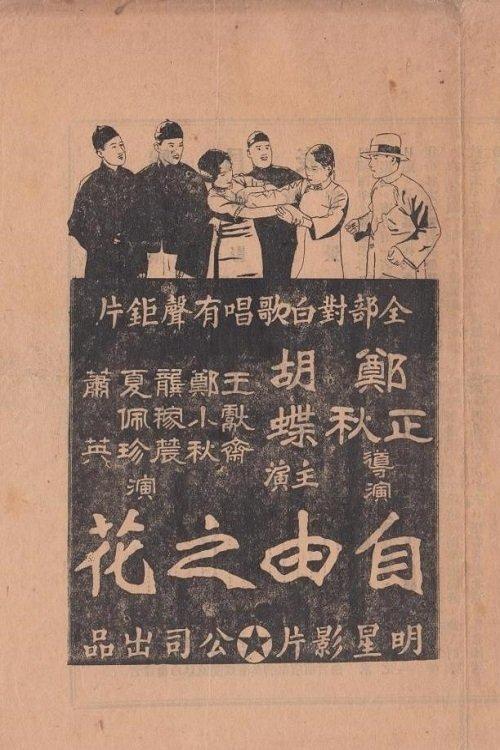 全部對白歌唱有聲鉅片
鄭正秋導演
胡蝶主演
王獻齋
鄭小秋
龔稼農
夏佩珍
蕭英
演
自由之花
明星影片公司出品